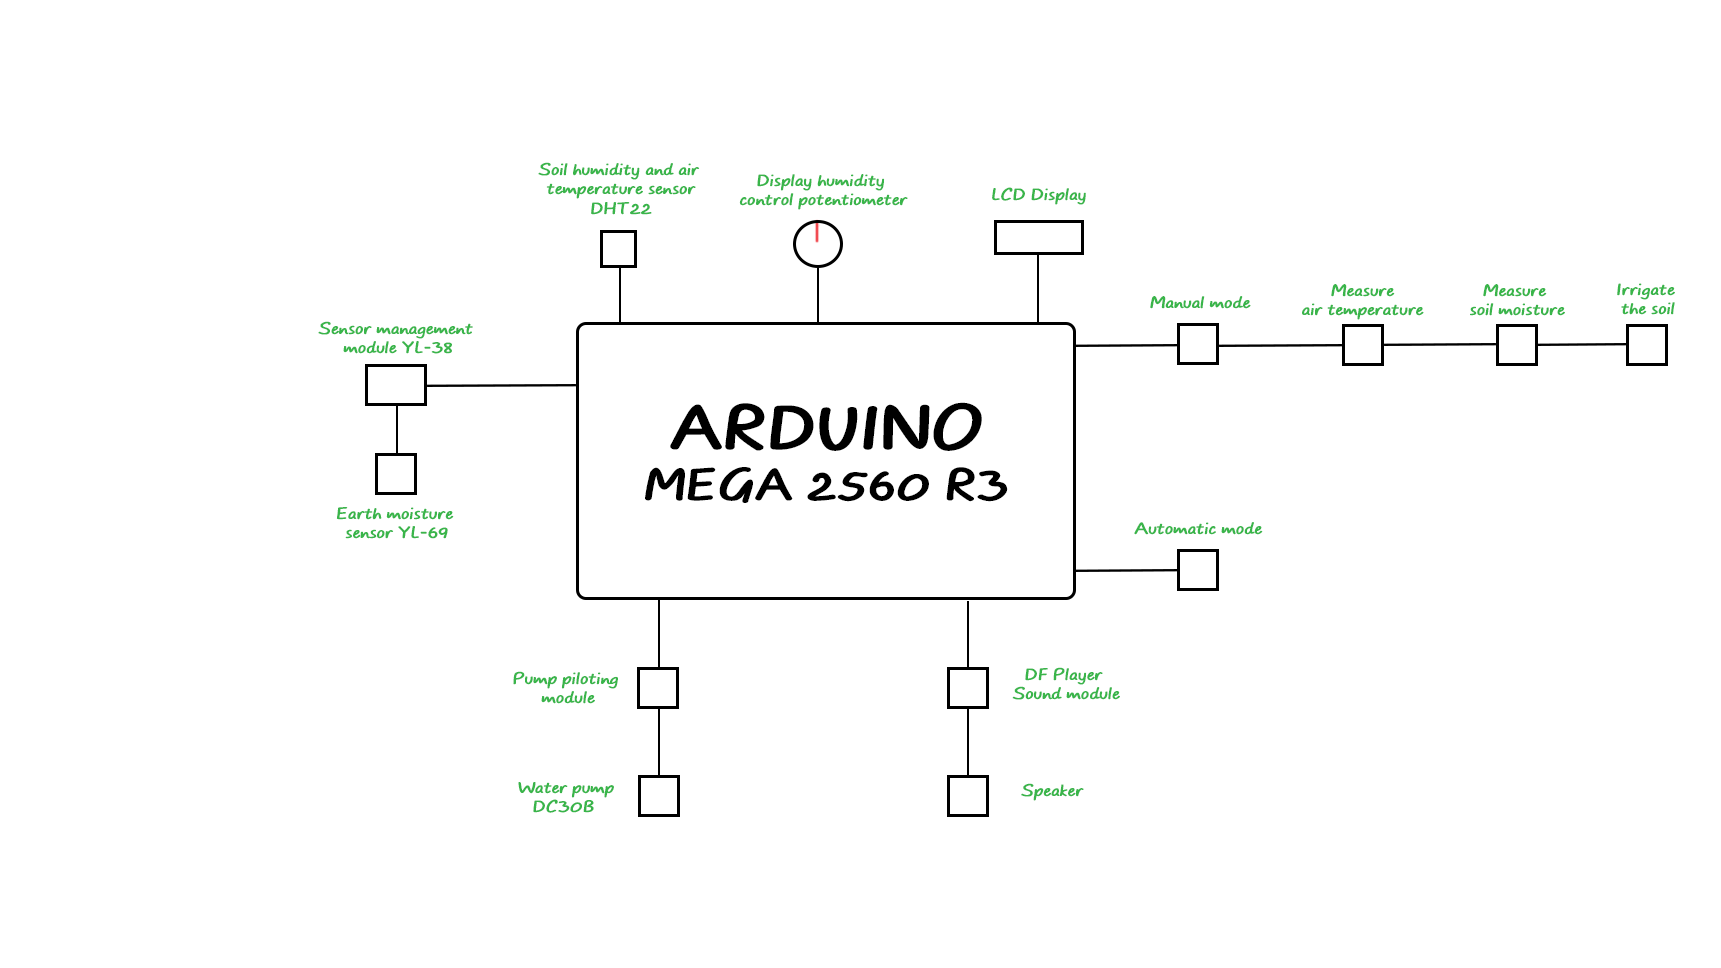 Soil humidity and air
temperature sensor
DHT22
Display humidity
control potentiometer
LCD Display
Manual mode
Measure
air temperature
Measure
soil moisture
Irrigate
the soil
Sensor management
module YL-38
ARDUINO
MEGA 2560 R3
Earth moisture
sensor YL-69
Automatic mode
Pump piloting
module
DF Player
Sound module
Water pump
DC30B
Speaker